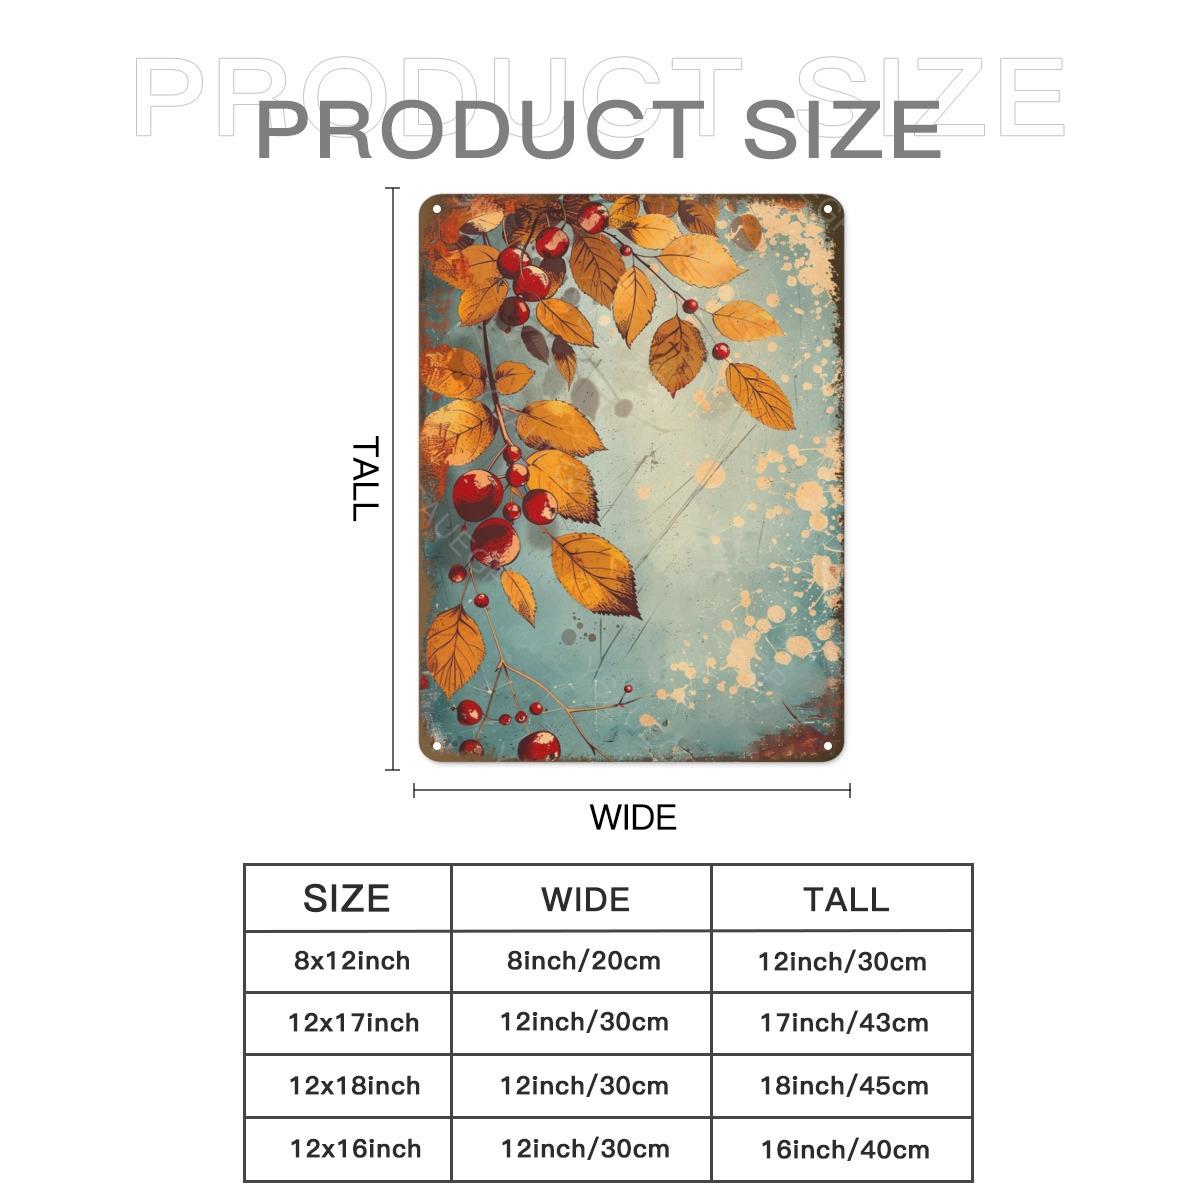 PRODUCT SIZE
PRODUCT SIZE
TALL
WIDE
SIZE WIDE TALL
8x12inch 8inch/20cm 12inch/30cm
12x17inch 12inch/30cm 17inch/43cm
12x18inch 12inch/30cm 18inch/45cm
12x16inch 12inch/30cm 16inch/40cm